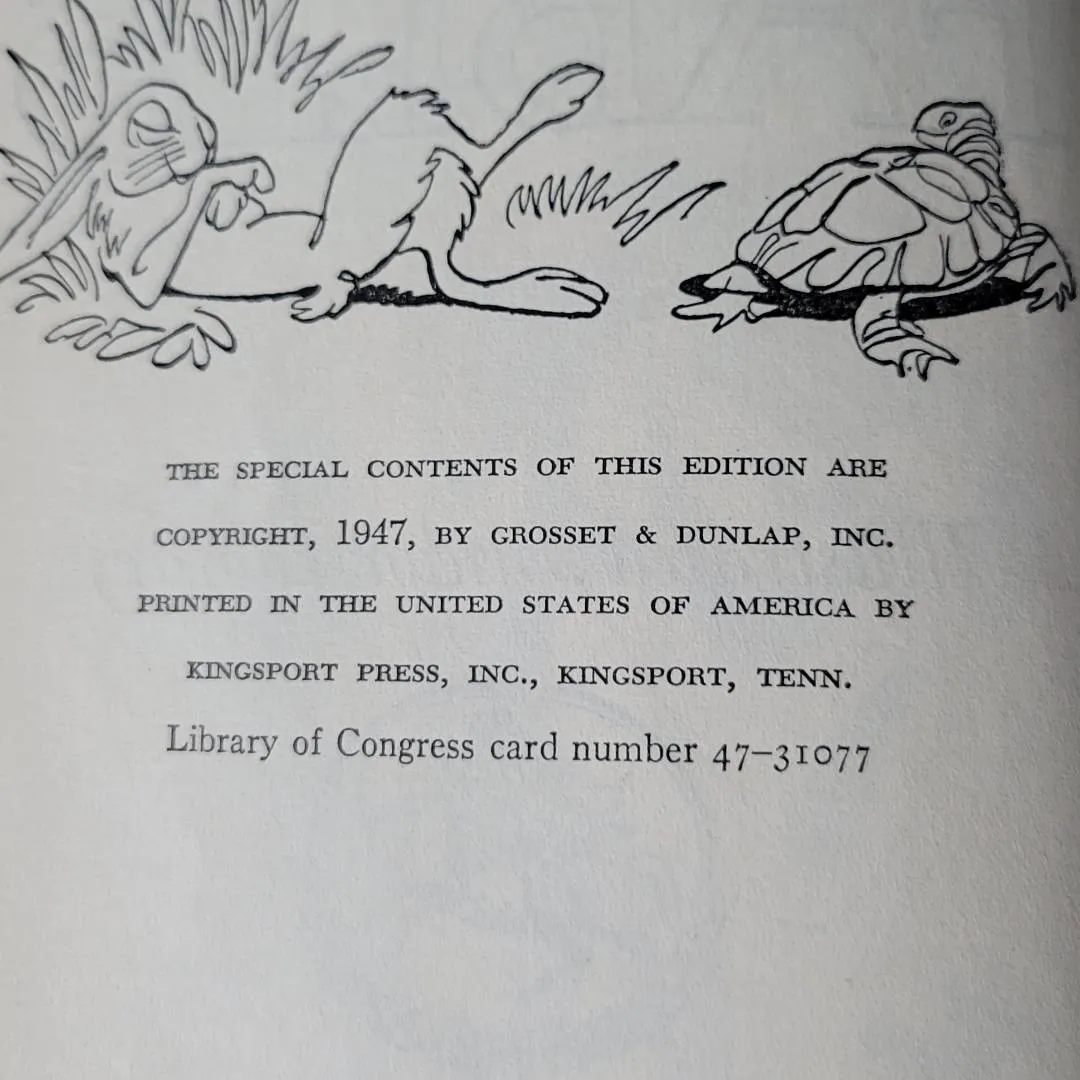 THE SPECIAL CONTENTS OF THIS EDITION ARE
COPYRIGHT, 1947, BY GROSSET & DUNLAP, INC.
PRINTED IN THE UNITED STATES OF AMERICA BY
KINGSPORT PRESS, INC., KINGSPORT, TENN.
Library of Congress card number 47–31077